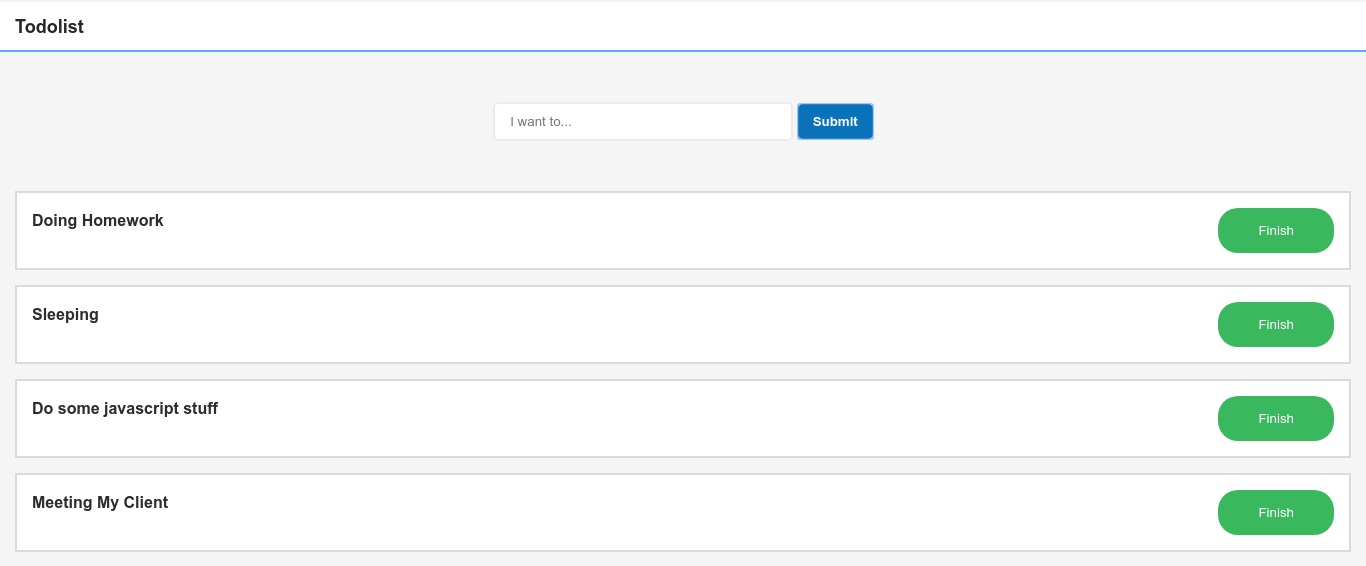 Todolist
I want to... Submit
Doing Homework Finish
Sleeping Finish
Do some javascript stuff Finish
Meeting My Client Finish